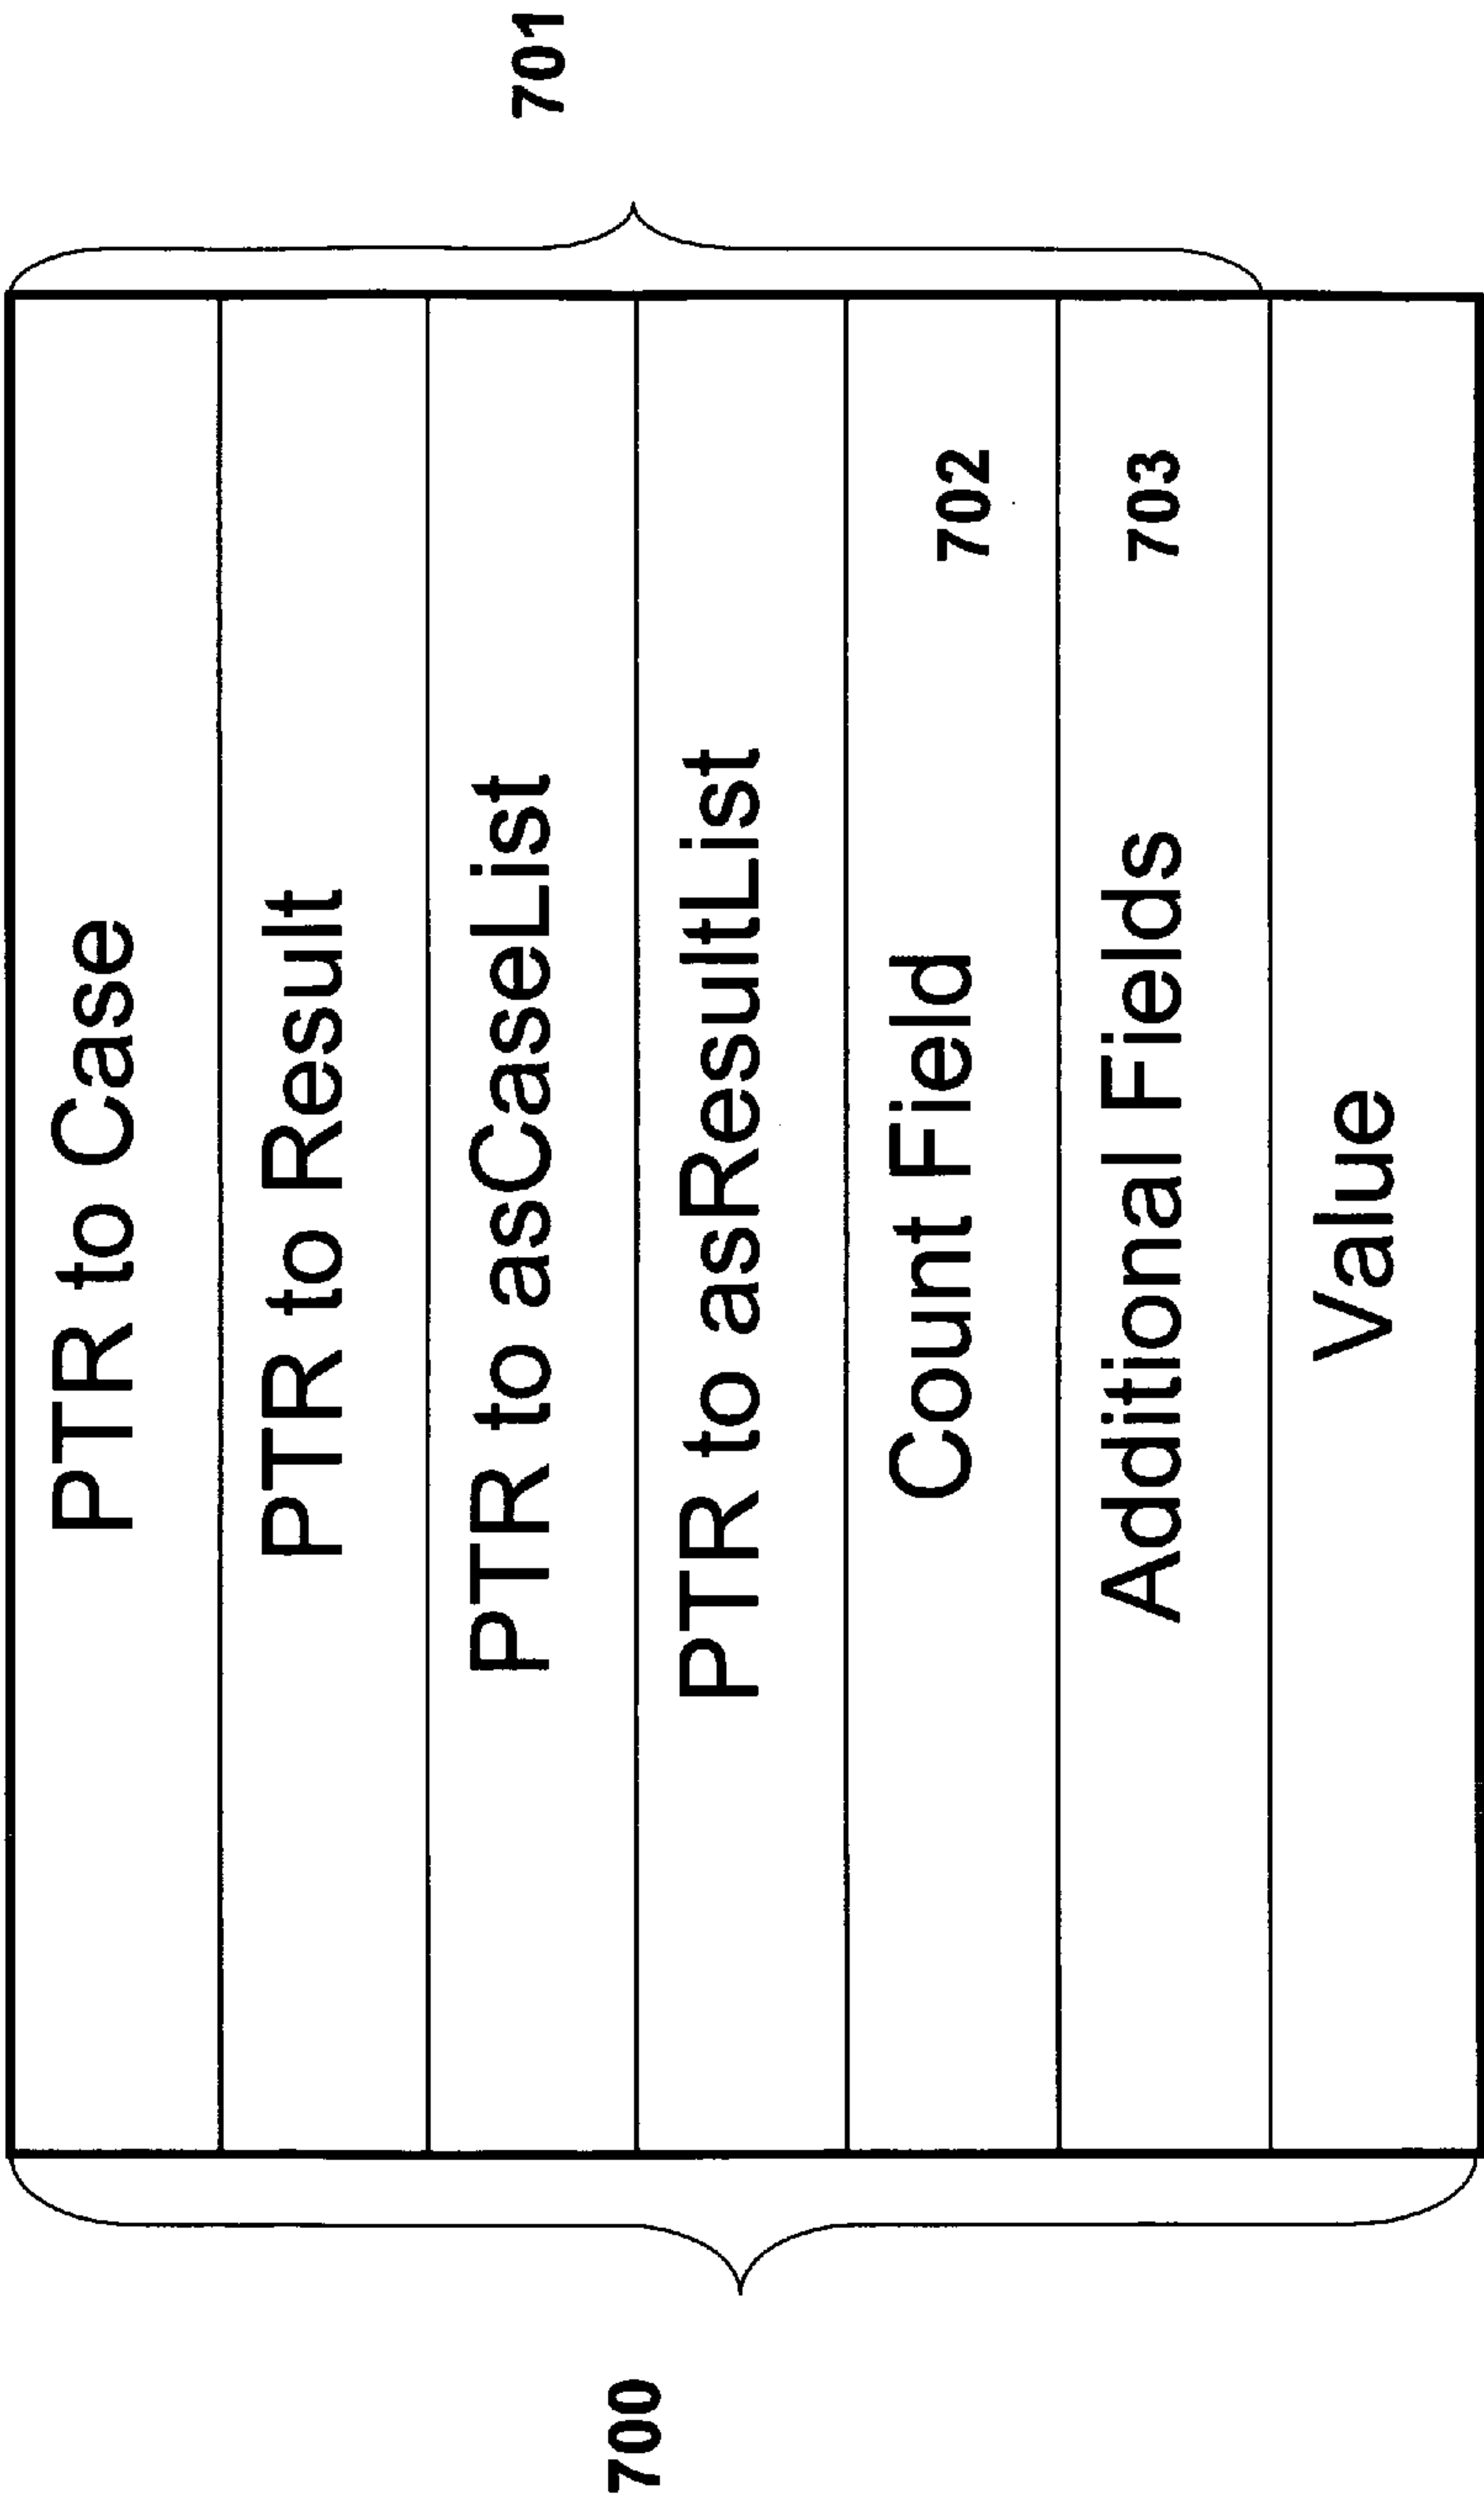 701
PTR to Case
PTR to Result
PTR to asCaseList
PTR to asResultList
Count Field 702
Additional Fields 703
Value
700